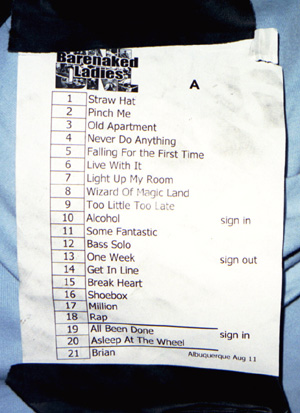 Barenaked
Ladies
A
1 Straw Hat
2 Pinch Me
3 Old Apartment
4 Never Do Anything
5 Falling For the First Time
6 Live With It
7 Light Up My Room
8 Wizard Of Magic Land
9 Too Little Too Late
10 Alcohol sign in
11 Some Fantastic
12 Bass Solo
13 One Week sign out
14 Get In Line
15 Break Heart
16 Shoebox
17 Million
18 Rap
19 All Been Done sign in
20 Asleep At The Wheel
21 Brian Albuquerque Aug 11